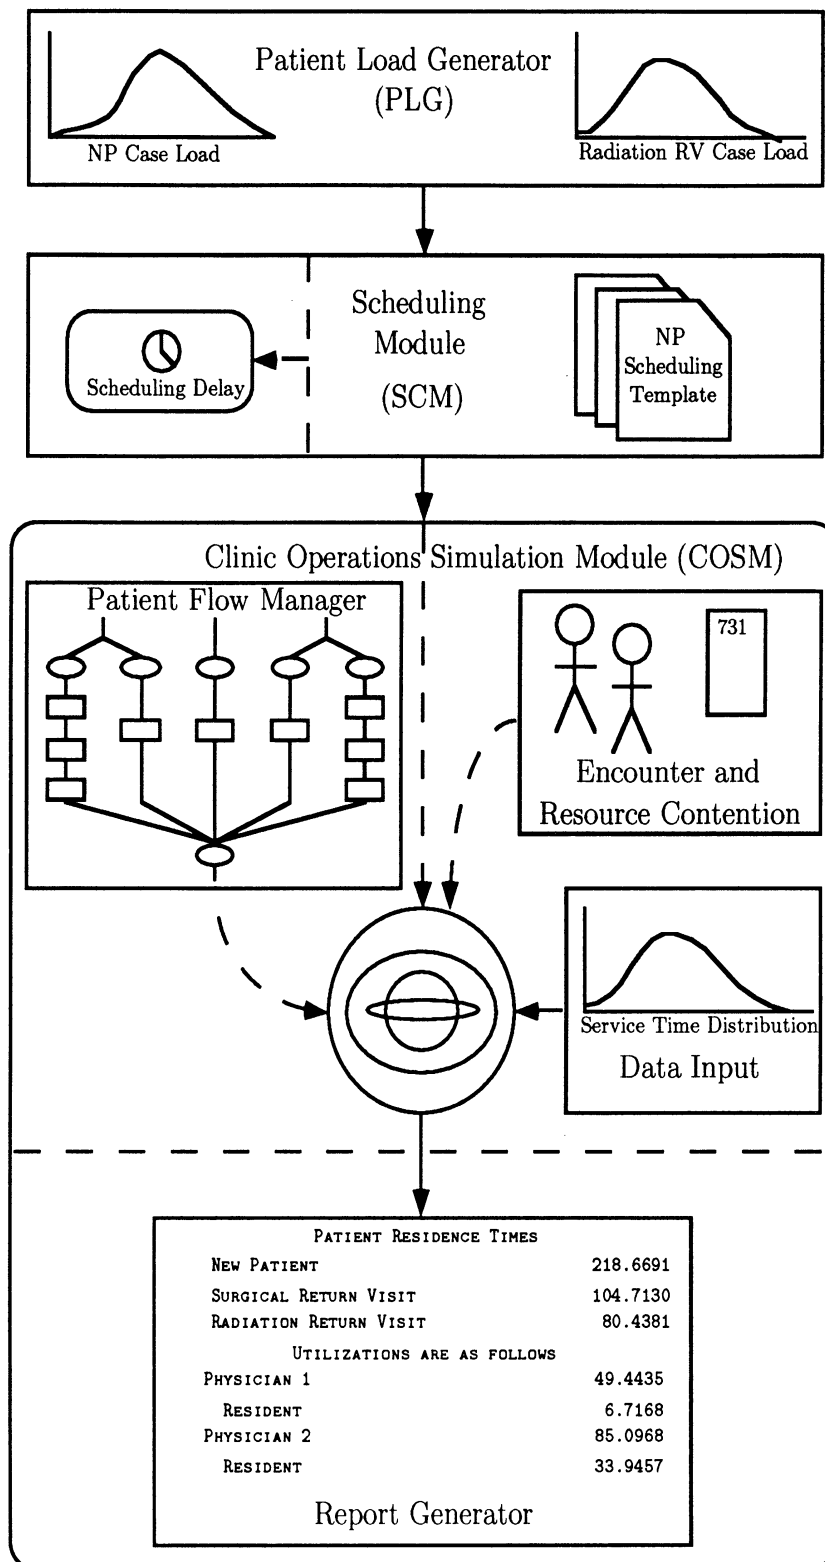 Patient Load Generator
(PLG)
NP Case Load
Radiation RV Case Load
Scheduling
Module
(SCM)
Scheduling Delay
NP
Scheduling
Template
Clinic Operations Simulation Module (COSM)
Patient Flow Manager
731
Encounter and
Resource Contention
Service Time Distribution
Data Input
PATIENT RESIDENCE TIMES
NEW PATIENT 218.6691
SURGICAL RETURN VISIT 104.7130
RADIATION RETURN VISIT 80.4381
UTILIZATIONS ARE AS FOLLOWS
PHYSICIAN 1 49.4435
RESIDENT 6.7168
PHYSICIAN 2 85.0968
RESIDENT 33.9457
Report Generator